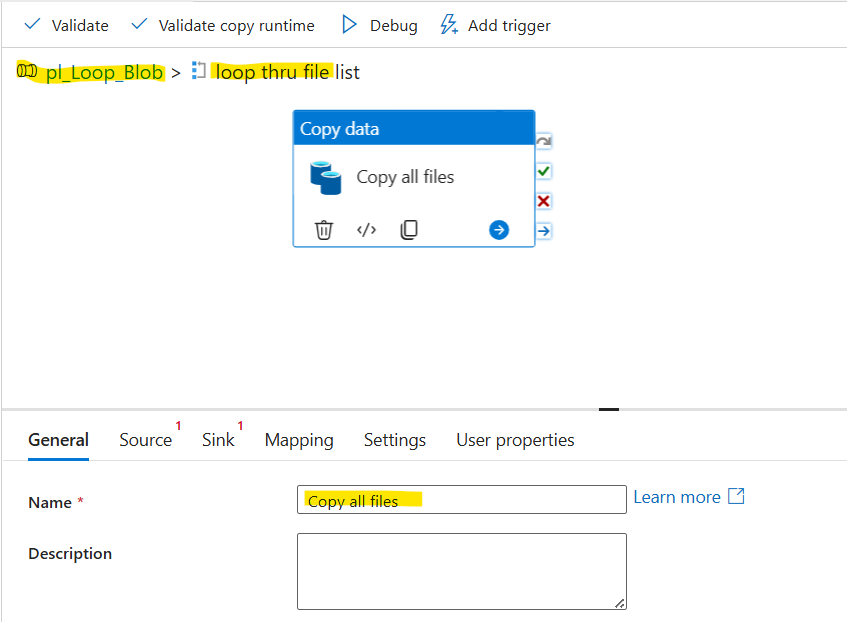 Validate Validate copy runtime Debug Add trigger
pl_Loop_Blob > loop thru file list
Copy data
Copy all files
General Source 1 Sink 1 Mapping Settings User properties
Name * Copy all files Learn more
Description